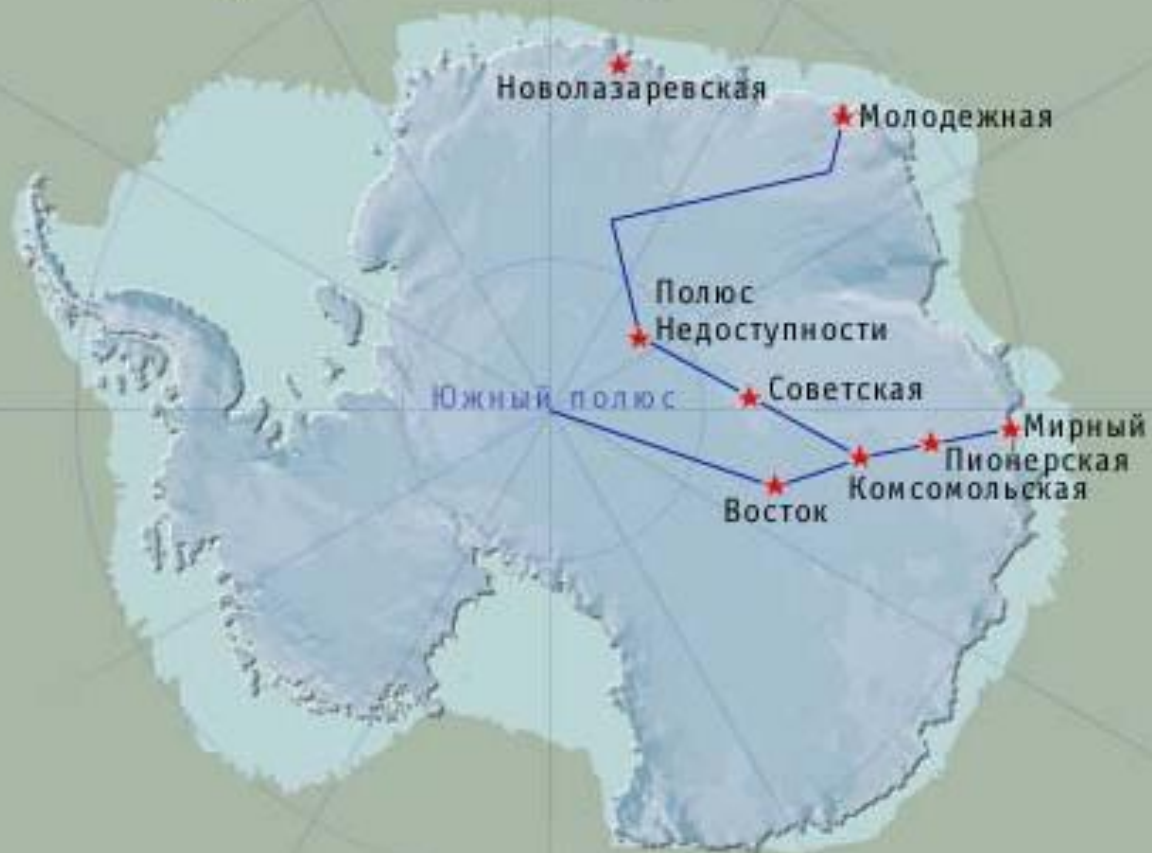 Новолазаревская
Молодежная
Полюс
Недоступности
Советская
Южный полюс
Мирный
Пионерская
Комсомольская
Восток